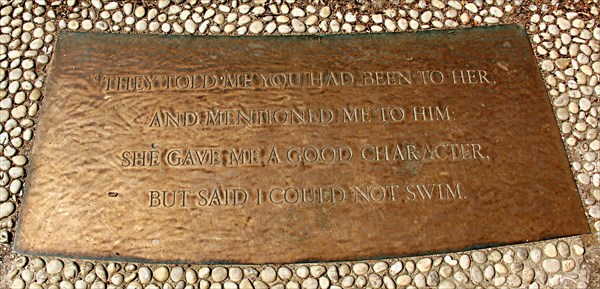 'THEY TOLD ME YOU HAD BEEN TO HER,
AND MENTIONED ME TO HIM
SHE GAVE ME A GOOD CHARACTER,
BUT SAID I COULD NOT SWIM.